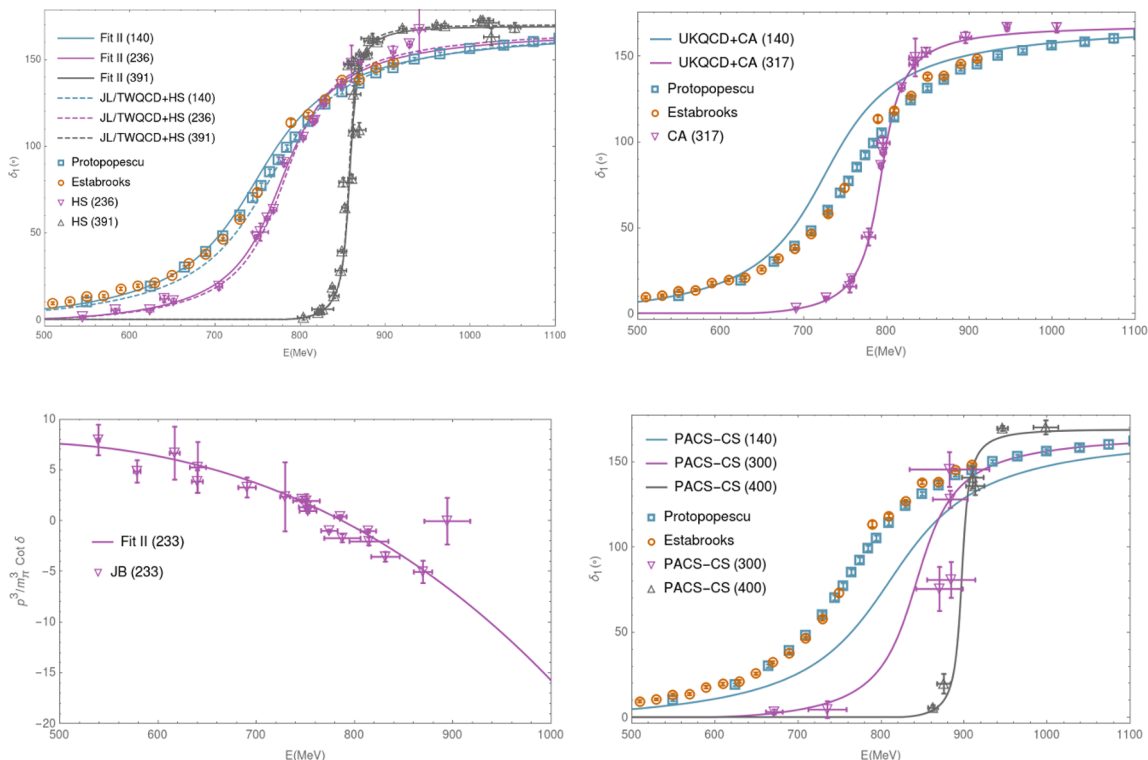 Fit II (140)
Fit II (236)
Fit II (391)
JL/TWQCD+HS (140)
JL/TWQCD+HS (236)
JL/TWQCD+HS (391)
Protopopescu
Estabrooks
HS (236)
HS (391)
150
100
50
0
δ₁(°)
500 600 700 800 900 1000 1100
E(MeV)
UKQCD+CA (140)
UKQCD+CA (317)
Protopopescu
Estabrooks
CA (317)
150
100
50
0
δ₁(°)
500 600 700 800 900 1000 1100
E(MeV)
10
5
0
-5
-10
-15
-20
p³/mπ³ Cot δ
Fit II (233)
JB (233)
500 600 700 800 900 1000
E(MeV)
PACS-CS (140)
PACS-CS (300)
PACS-CS (400)
Protopopescu
Estabrooks
PACS-CS (300)
PACS-CS (400)
150
100
50
0
δ₁(°)
500 600 700 800 900 1000 1100
E(MeV)